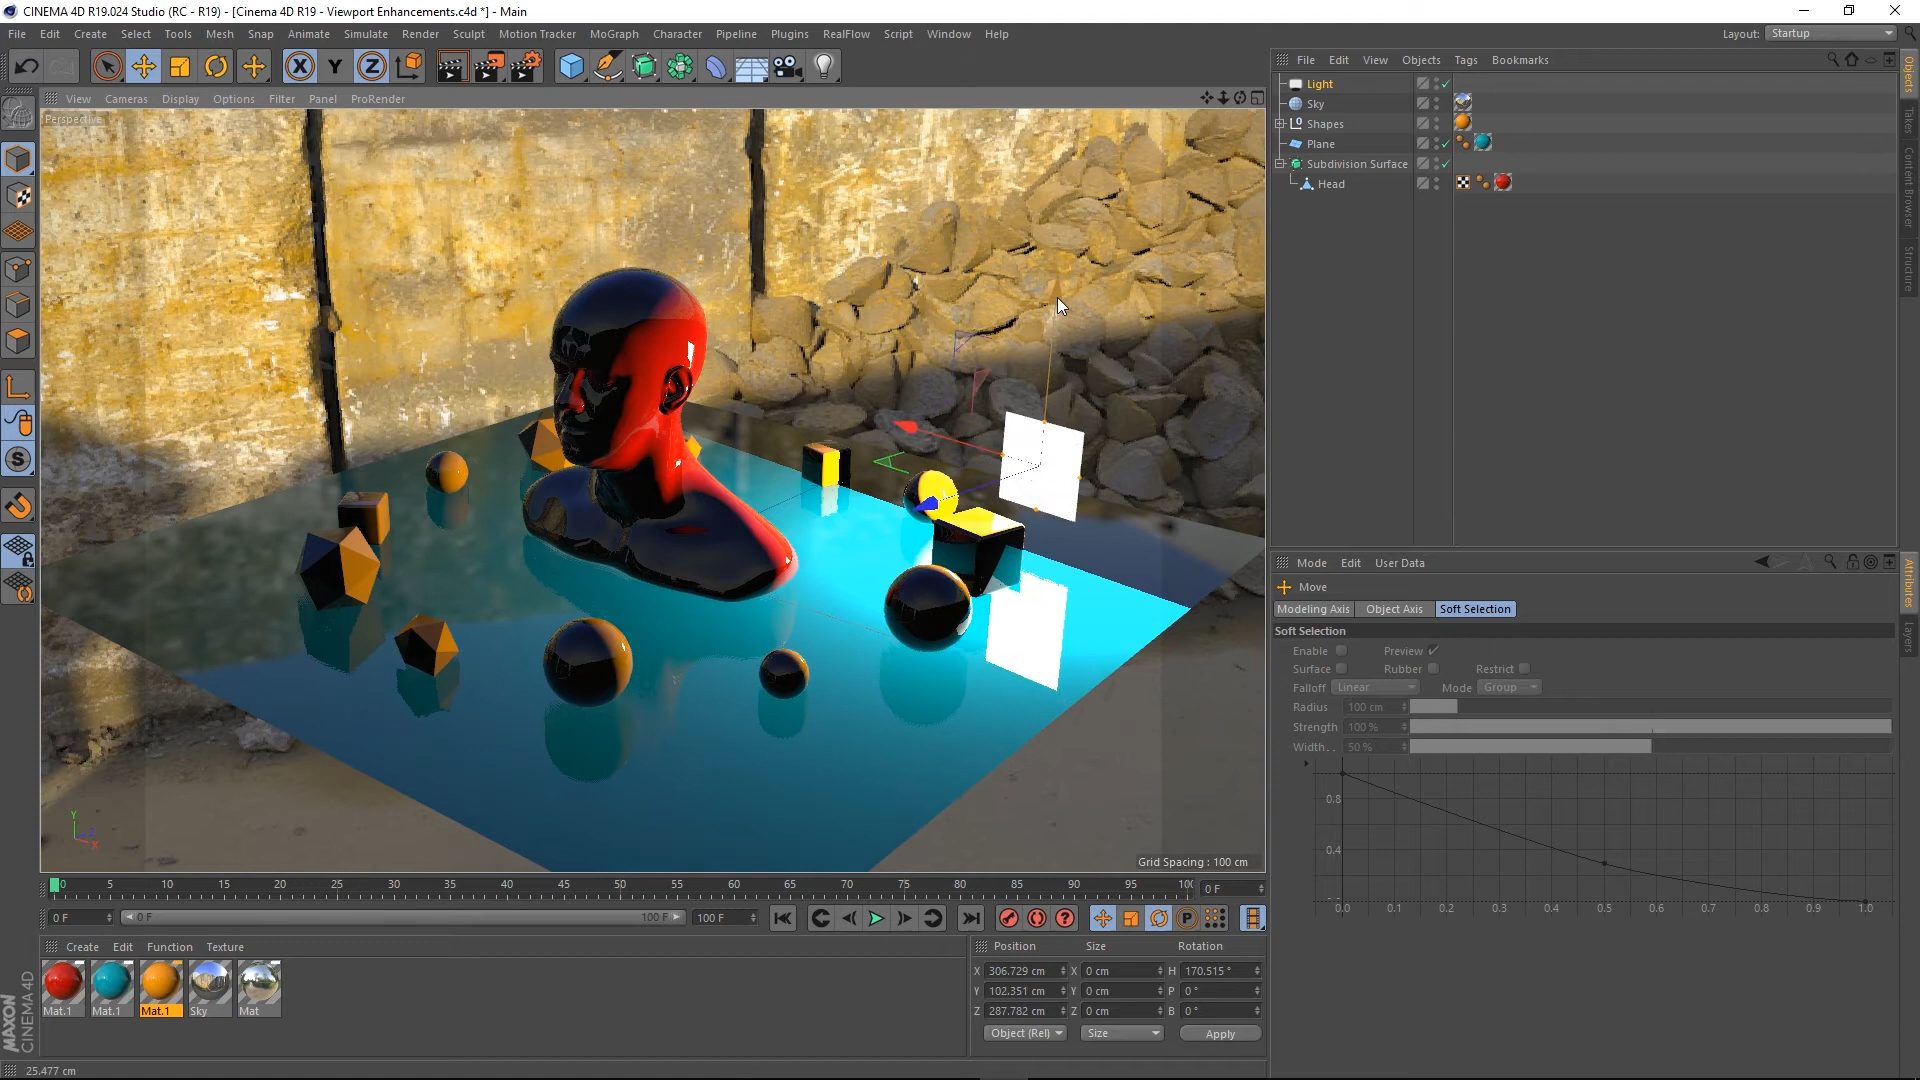 CINEMA 4D R19.024 Studio (RC - R19) - [Cinema 4D R19 - Viewport Enhancements.c4d *] - Main
File Edit Create Select Tools Mesh Snap Animate Simulate Render Sculpt Motion Tracker MoGraph Character Pipeline Plugins RealFlow Script Window Help
Layout: Startup
X Y Z
View Cameras Display Options Filter Panel ProRender
Perspective
Grid Spacing : 100 cm
Y
Z
X
S
File Edit View Objects Tags Bookmarks
Light
Sky
Shapes
Plane
Subdivision Surface
Head
Objects
Takes
Content Browser
Structure
Mode Edit User Data
Move
Modeling Axis Object Axis Soft Selection
Soft Selection
Enable Preview
Surface Rubber Restrict
Falloff Linear Mode Group
Radius 100 cm
Strength 100 %
Width.. 50 %
0.8
0.4
0.0 0.1 0.2 0.3 0.4 0.5 0.6 0.7 0.8 0.9 1.0
Attributes
Layers
0 5 10 15 20 25 30 35 40 45 50 55 60 65 70 75 80 85 90 95 100
0 F
0 F 0 F 100 F 100 F
P
Create Edit Function Texture
Mat.1 Mat.1 Mat.1 Sky Mat
Position Size Rotation
X 306.729 cm X 0 cm H 170.515 °
Y 102.351 cm Y 0 cm P 0 °
Z 287.782 cm Z 0 cm B 0 °
Object (Rel) Size Apply
MAXON
CINEMA 4D
25.477 cm